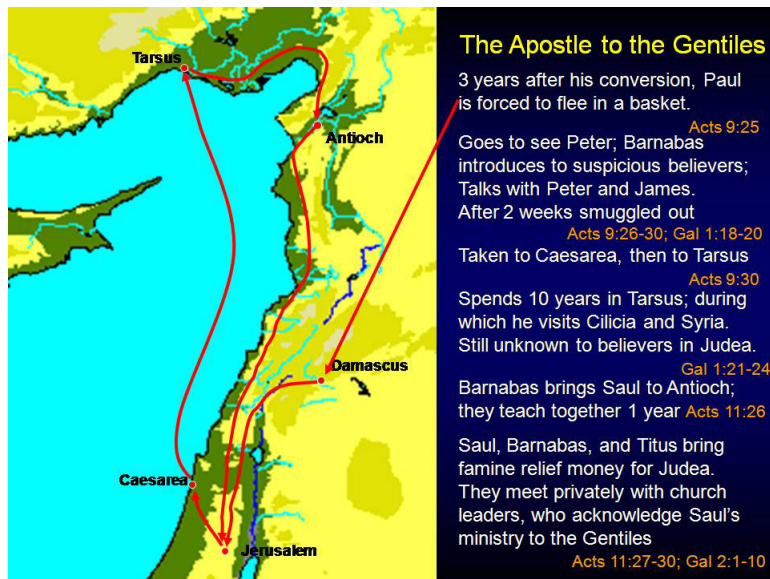 Tarsus
Antioch
Damascus
Caesarea
Jerusalem
The Apostle to the Gentiles
3 years after his conversion, Paul
is forced to flee in a basket.
Acts 9:25
Goes to see Peter; Barnabas
introduces to suspicious believers;
Talks with Peter and James.
After 2 weeks smuggled out
Acts 9:26-30; Gal 1:18-20
Taken to Caesarea, then to Tarsus
Acts 9:30
Spends 10 years in Tarsus; during
which he visits Cilicia and Syria.
Still unknown to believers in Judea.
Gal 1:21-24
Barnabas brings Saul to Antioch;
they teach together 1 year Acts 11:26
Saul, Barnabas, and Titus bring
famine relief money for Judea.
They meet privately with church
leaders, who acknowledge Saul's
ministry to the Gentiles
Acts 11:27-30; Gal 2:1-10